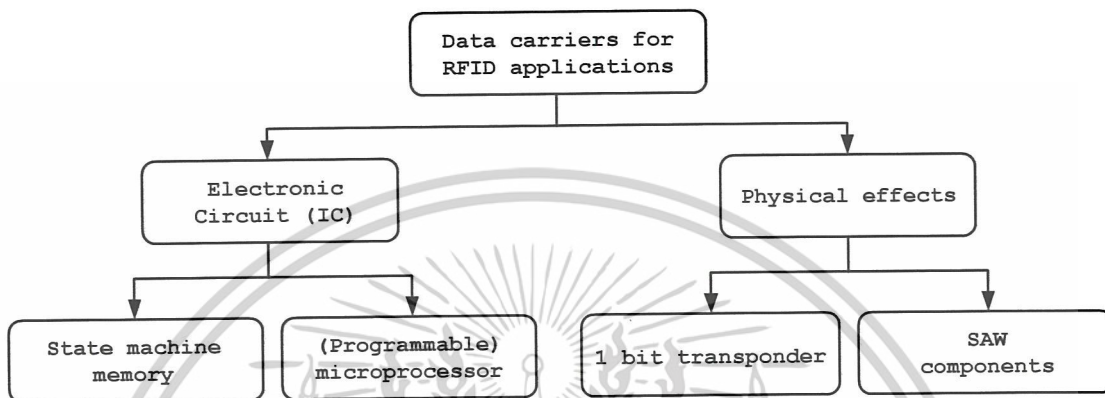 Data carriers for
RFID applications
Electronic
Circuit (IC)
Physical effects
State machine
memory
(Programmable)
microprocessor
1 bit transponder
SAW
components